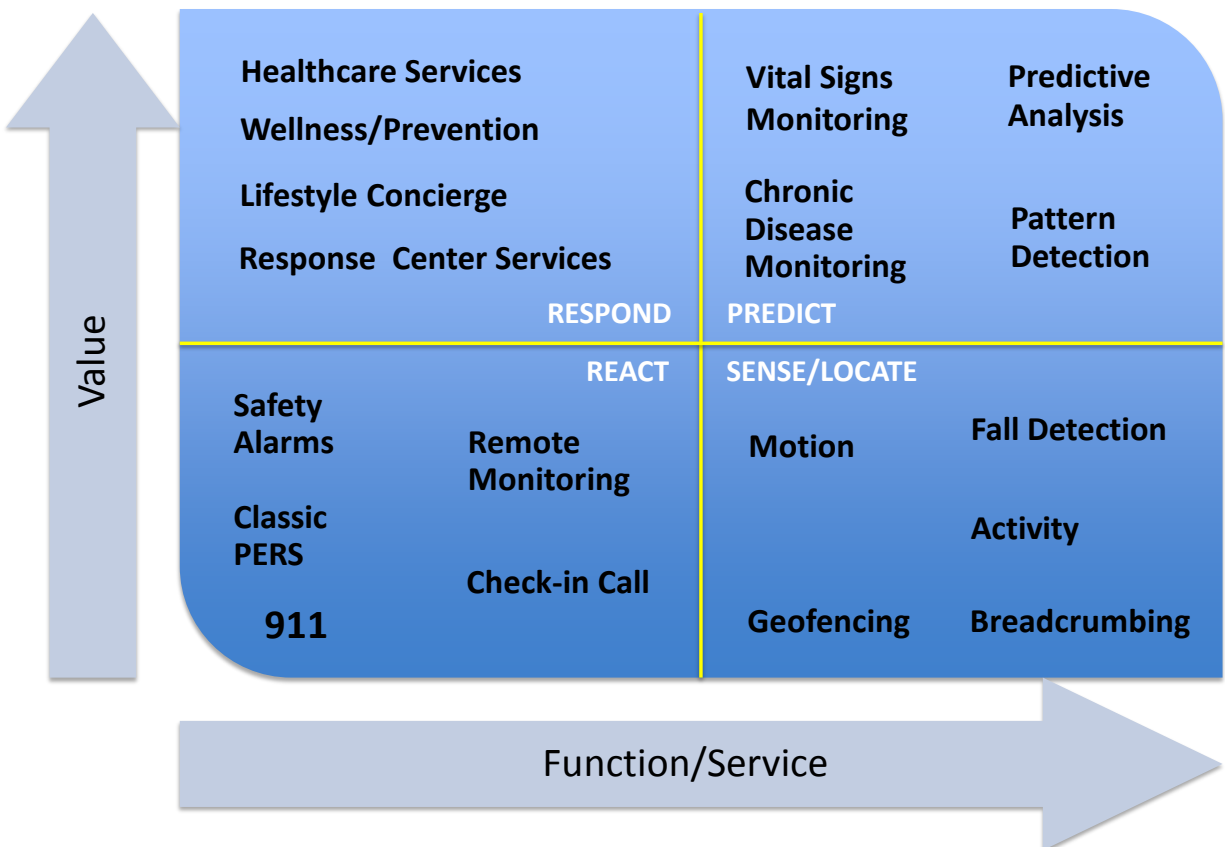 Value
Healthcare Services
Wellness/Prevention
Lifestyle Concierge
Response Center Services
RESPOND
Vital Signs
Monitoring
Predictive
Analysis
Chronic
Disease
Monitoring
Pattern
Detection
PREDICT
REACT
Safety
Alarms
Remote
Monitoring
Classic
PERS
Check-in Call
911
SENSE/LOCATE
Motion
Fall Detection
Activity
Geofencing
Breadcrumbing
Function/Service